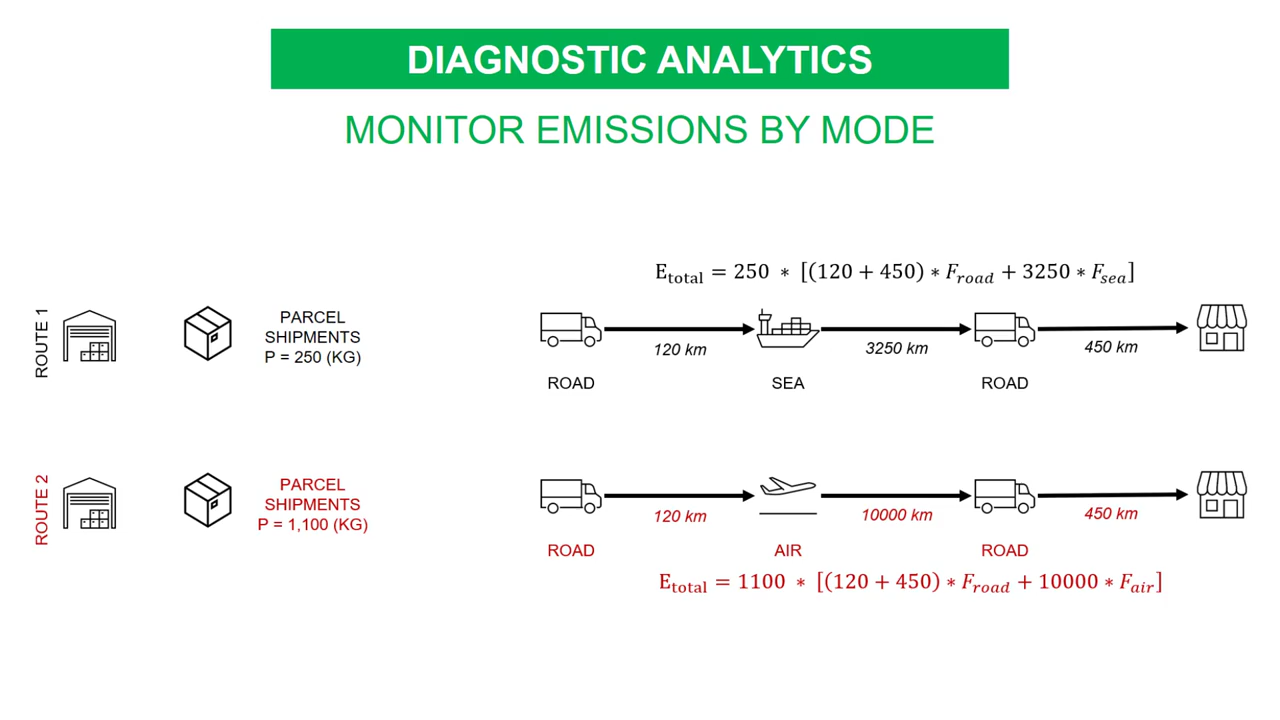 DIAGNOSTIC ANALYTICS
MONITOR EMISSIONS BY MODE
E_total = 250 * [(120 + 450) * F_road + 3250 * F_sea]
ROUTE 1
PARCEL
SHIPMENTS
P = 250 (KG)
120 km
3250 km
450 km
ROAD
SEA
ROAD
ROUTE 2
PARCEL
SHIPMENTS
P = 1,100 (KG)
120 km
10000 km
450 km
ROAD
AIR
ROAD
E_total = 1100 * [(120 + 450) * F_road + 10000 * F_air]